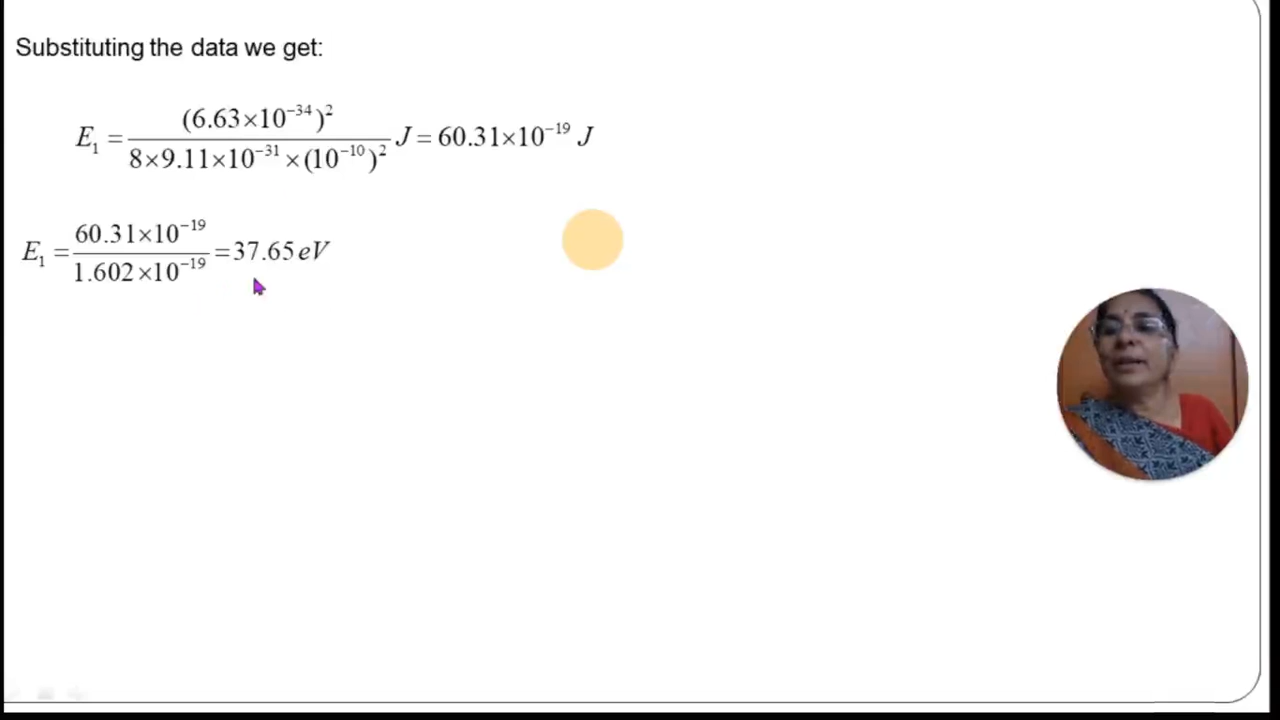 Substituting the data we get:
E₁ = (6.63×10⁻³⁴)² / 8×9.11×10⁻³¹×(10⁻¹⁰)² J = 60.31×10⁻¹⁹ J
E₁ = 60.31×10⁻¹⁹ / 1.602×10⁻¹⁹ = 37.65 eV